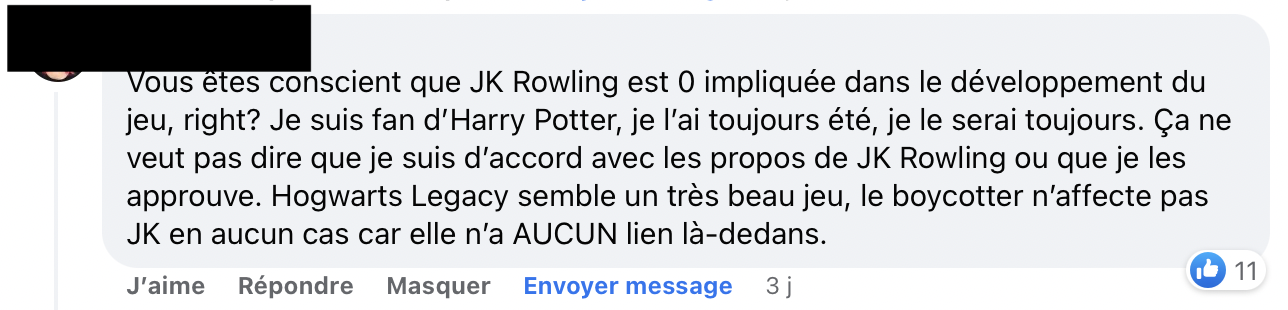 Vous êtes conscient que JK Rowling est 0 impliquée dans le développement du
jeu, right? Je suis fan d’Harry Potter, je l’ai toujours été, je le serai toujours. Ça ne
veut pas dire que je suis d’accord avec les propos de JK Rowling ou que je les
approuve. Hogwarts Legacy semble un très beau jeu, le boycotter n’affecte pas
JK en aucun cas car elle n’a AUCUN lien là-dedans.
J’aime Répondre Masquer Envoyer message 3 j 11